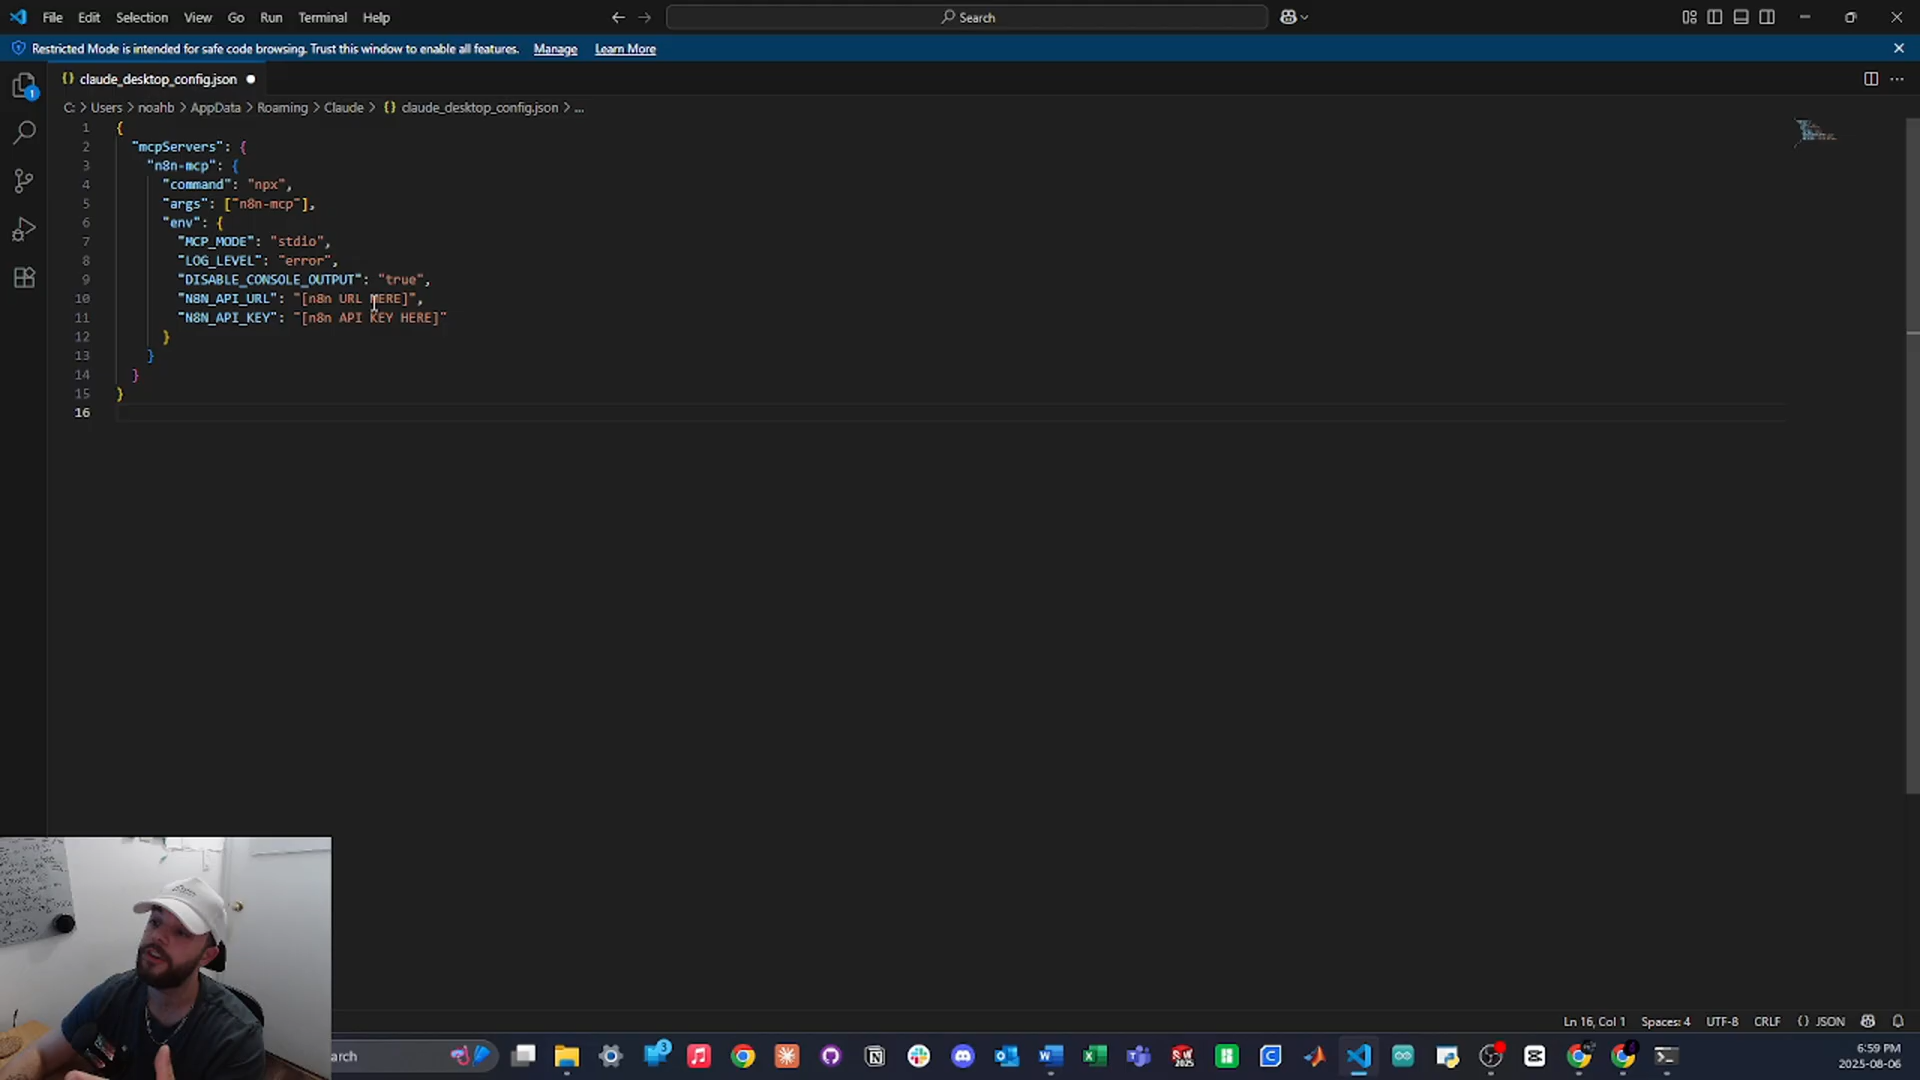 File Edit Selection View Go Run Terminal Help
Search
Restricted Mode is intended for safe code browsing. Trust this window to enable all features. Manage Learn More
{} claude_desktop_config.json
C: > Users > noahb > AppData > Roaming > Claude > {} claude_desktop_config.json > ...
1 {
2 "mcpServers": {
3 "n8n-mcp": {
4 "command": "npx",
5 "args": ["n8n-mcp"],
6 "env": {
7 "MCP_MODE": "stdio",
8 "LOG_LEVEL": "error",
9 "DISABLE_CONSOLE_OUTPUT": "true",
10 "N8N_API_URL": "[n8n URL HERE]",
11 "N8N_API_KEY": "[n8n API KEY HERE]"
12 }
13 }
14 }
15 }
16
Ln 16, Col 1 Spaces: 4 UTF-8 CRLF {} JSON
arch
6:59 PM
2025-08-06